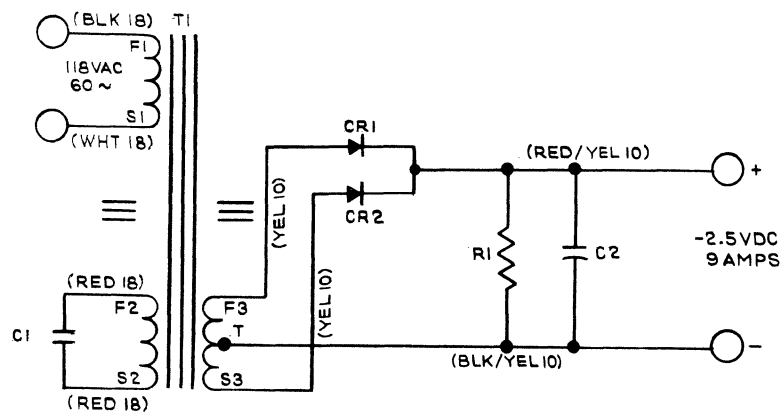 (BLK 18) T1
F1
118VAC
60~
S1
(WHT 18)
CR1
(RED/YEL 10)
+
CR2
(YEL 10)
-2.5VDC
9 AMPS
R1
C2
(RED 18)
F2
F3
(YEL 10)
C1
T
(BLK/YEL 10)
-
S2
S3
(RED 18)